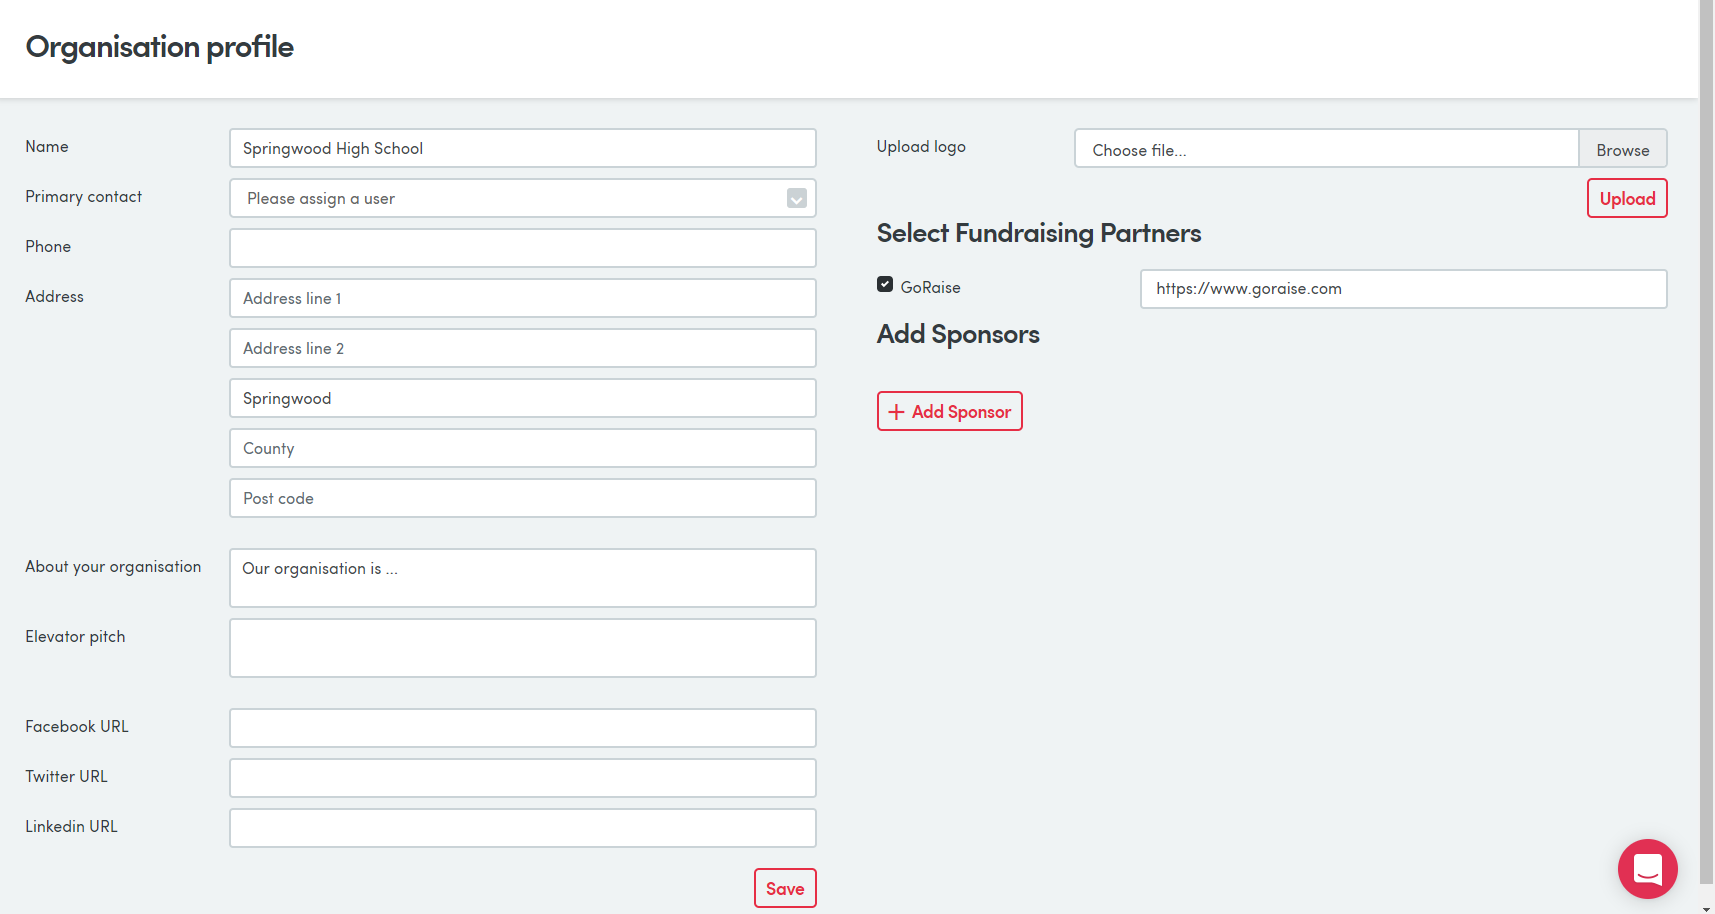 Organisation profile
Name
Springwood High School
Primary contact
Please assign a user
Phone
Address
Address line 1
Address line 2
Springwood
County
Post code
About your organisation
Our organisation is ...
Elevator pitch
Facebook URL
Twitter URL
Linkedin URL
Save
Upload logo
Choose file...
Browse
Upload
Select Fundraising Partners
GoRaise
https://www.goraise.com
Add Sponsors
+ Add Sponsor